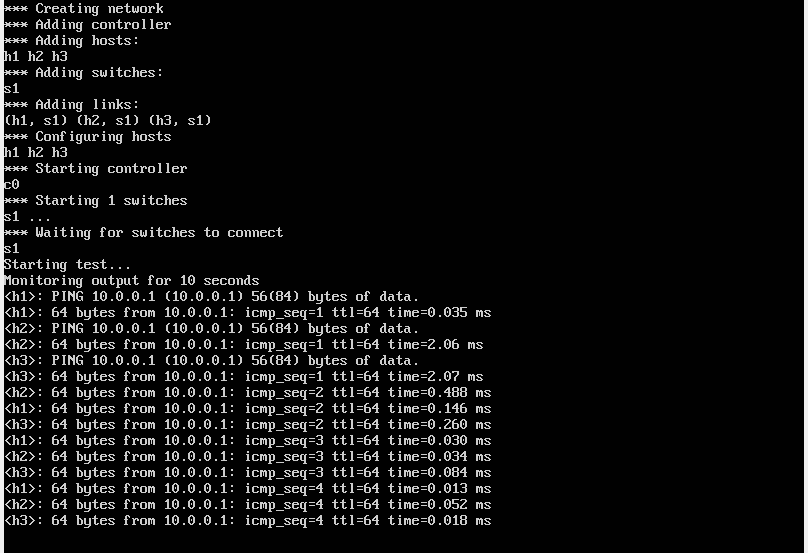 *** Creating network
*** Adding controller
*** Adding hosts:
h1 h2 h3
*** Adding switches:
s1
*** Adding links:
(h1, s1) (h2, s1) (h3, s1)
*** Configuring hosts
h1 h2 h3
*** Starting controller
c0
*** Starting 1 switches
s1 ...
*** Waiting for switches to connect
s1
Starting test...
Monitoring output for 10 seconds
<h1>: PING 10.0.0.1 (10.0.0.1) 56(84) bytes of data.
<h1>: 64 bytes from 10.0.0.1: icmp_seq=1 ttl=64 time=0.035 ms
<h2>: PING 10.0.0.1 (10.0.0.1) 56(84) bytes of data.
<h2>: 64 bytes from 10.0.0.1: icmp_seq=1 ttl=64 time=2.06 ms
<h3>: PING 10.0.0.1 (10.0.0.1) 56(84) bytes of data.
<h3>: 64 bytes from 10.0.0.1: icmp_seq=1 ttl=64 time=2.07 ms
<h2>: 64 bytes from 10.0.0.1: icmp_seq=2 ttl=64 time=0.488 ms
<h1>: 64 bytes from 10.0.0.1: icmp_seq=2 ttl=64 time=0.146 ms
<h3>: 64 bytes from 10.0.0.1: icmp_seq=2 ttl=64 time=0.260 ms
<h1>: 64 bytes from 10.0.0.1: icmp_seq=3 ttl=64 time=0.030 ms
<h2>: 64 bytes from 10.0.0.1: icmp_seq=3 ttl=64 time=0.034 ms
<h3>: 64 bytes from 10.0.0.1: icmp_seq=3 ttl=64 time=0.084 ms
<h1>: 64 bytes from 10.0.0.1: icmp_seq=4 ttl=64 time=0.013 ms
<h2>: 64 bytes from 10.0.0.1: icmp_seq=4 ttl=64 time=0.052 ms
<h3>: 64 bytes from 10.0.0.1: icmp_seq=4 ttl=64 time=0.018 ms